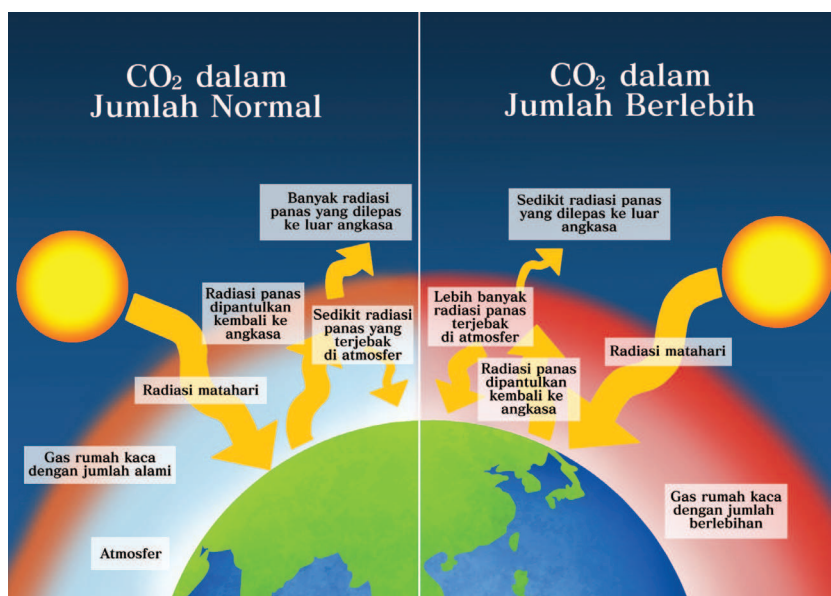 CO₂ dalam
Jumlah Normal
Banyak radiasi
panas yang dilepas
ke luar angkasa
Radiasi panas
dipantulkan
kembali ke
angkasa
Sedikit radiasi
panas yang
terjebak
di atmosfer
Radiasi matahari
Gas rumah kaca
dengan jumlah alami
Atmosfer
CO₂ dalam
Jumlah Berlebih
Sedikit radiasi panas
yang dilepas ke luar
angkasa
Lebih banyak
radiasi panas
terjebak
di atmosfer
Radiasi matahari
Radiasi panas
dipantulkan
kembali ke
angkasa
Gas rumah kaca
dengan jumlah
berlebihan